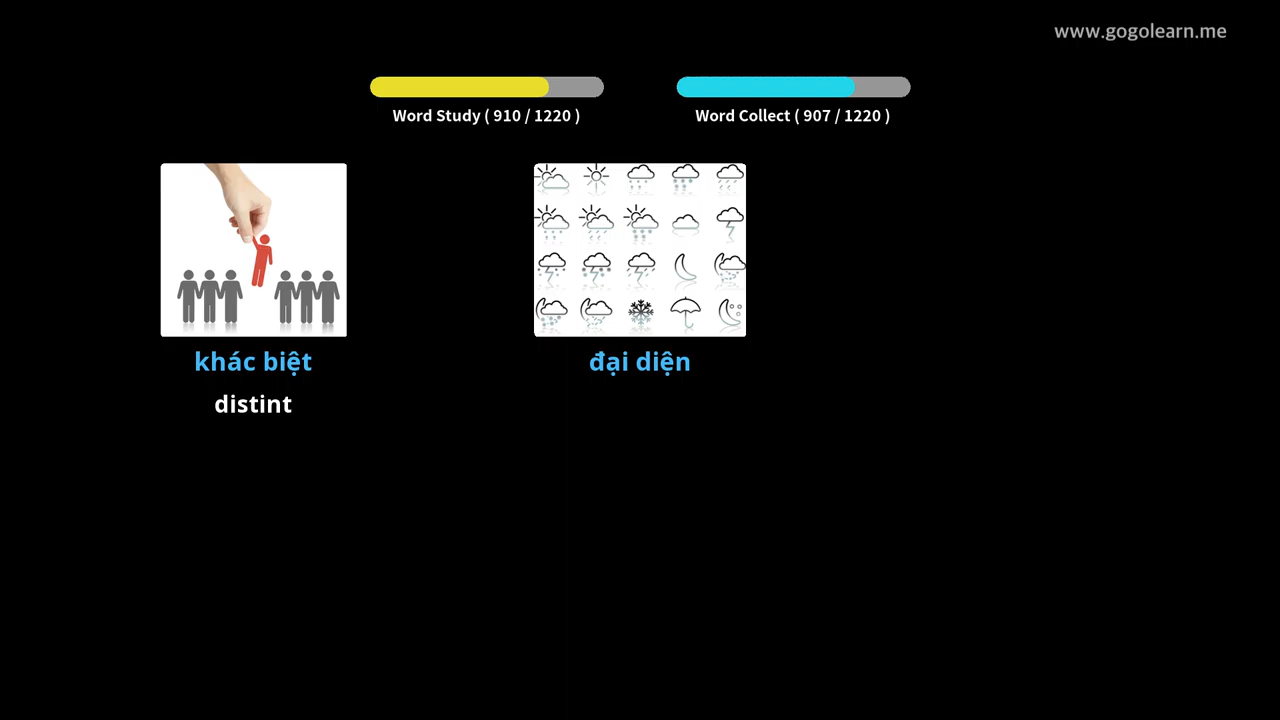 www.gogolearn.me
Word Study ( 910 / 1220 )
Word Collect ( 907 / 1220 )
khác biệt
distint
đại diện